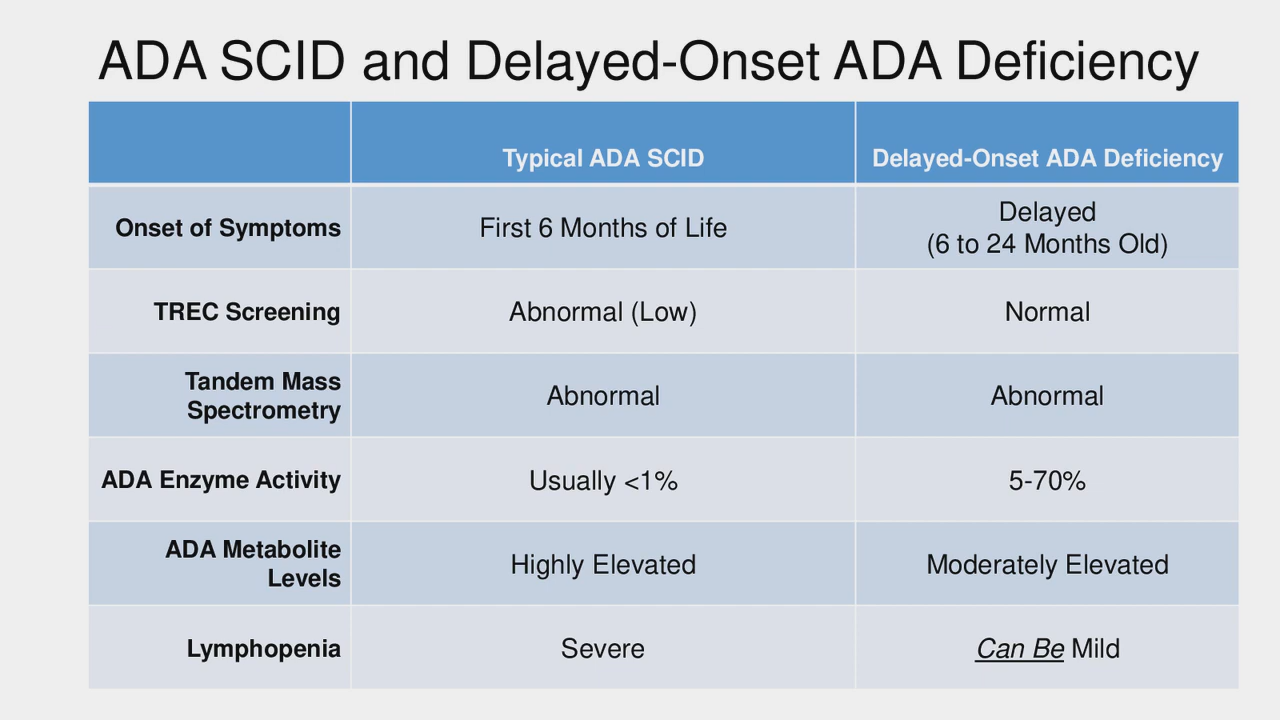 ADA SCID and Delayed-Onset ADA Deficiency
Typical ADA SCID
Delayed-Onset ADA Deficiency
Onset of Symptoms
First 6 Months of Life
Delayed
(6 to 24 Months Old)
TREC Screening
Abnormal (Low)
Normal
Tandem Mass
Spectrometry
Abnormal
Abnormal
ADA Enzyme Activity
Usually <1%
5-70%
ADA Metabolite
Levels
Highly Elevated
Moderately Elevated
Lymphopenia
Severe
Can Be Mild